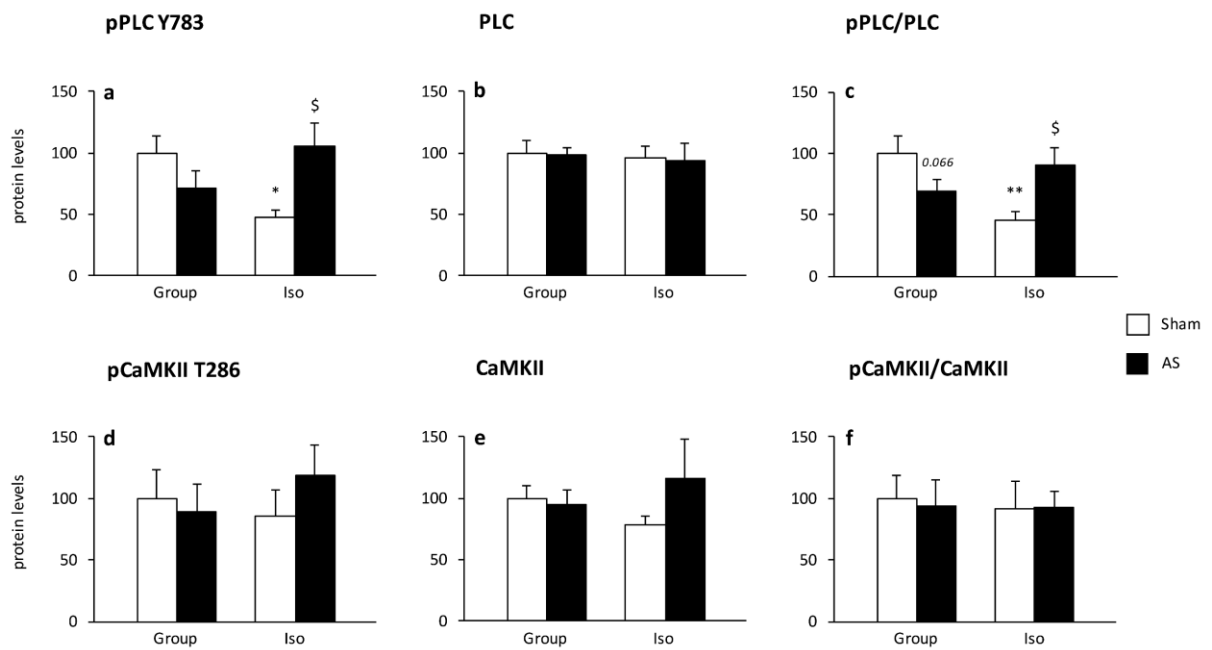 pPLC Y783
PLC
pPLC/PLC
a
150
100
50
0
protein levels
*
$
Group
Iso
b
150
100
50
0
Group
Iso
c
150
100
50
0
0.066
**
$
Group
Iso
Sham
AS
pCaMKII T286
CaMKII
pCaMKII/CaMKII
d
150
100
50
0
protein levels
Group
Iso
e
150
100
50
0
Group
Iso
f
150
100
50
0
Group
Iso